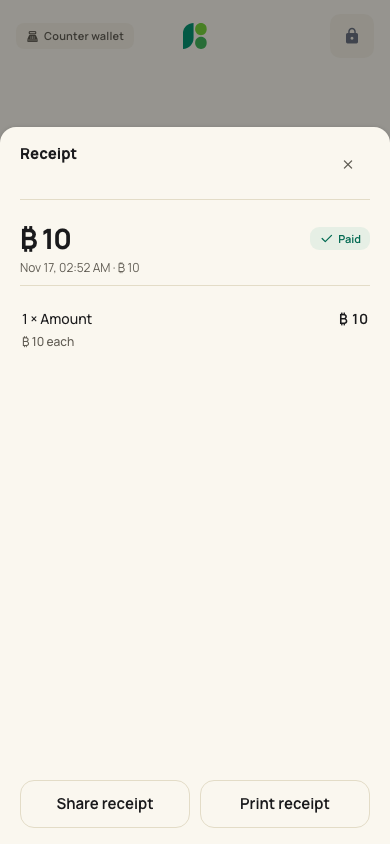 Counter wallet
Receipt
₿ 10
Paid
Nov 17, 02:52 AM · ₿ 10
1 × Amount
₿ 10
₿ 10 each
Share receipt
Print receipt